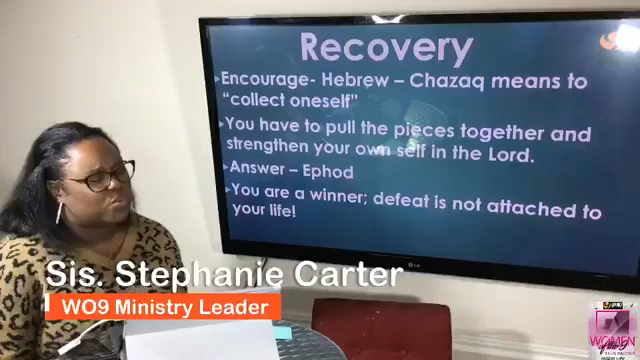 Recovery
Encourage- Hebrew – Chazaq means to
“collect oneself”
You have to pull the pieces together and
strengthen your own self in the Lord.
Answer – Ephod
You are a winner; defeat is not attached to
your life!
LG
Sis. Stephanie Carter
WO9 Ministry Leader
WOMEN